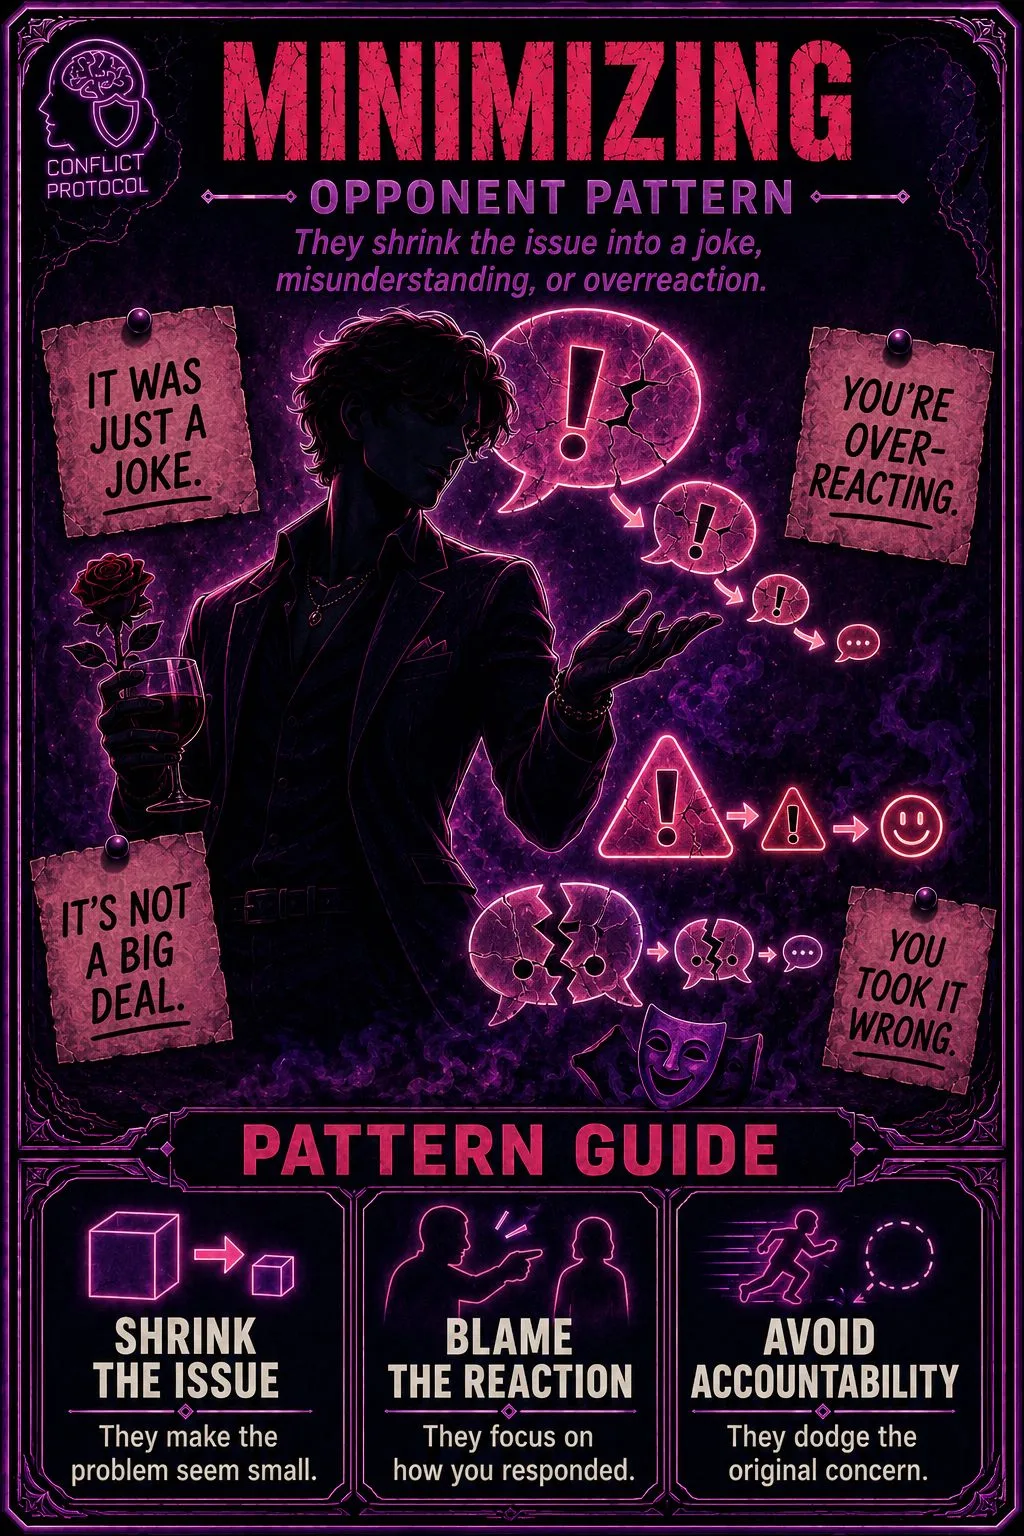 CONFLICT
PROTOCOL
MINIMIZING
OPPONENT PATTERN
They shrink the issue into a joke,
misunderstanding, or overreaction.
IT WAS
JUST A
JOKE.
YOU'RE
OVER-
REACTING.
IT'S NOT
A BIG
DEAL.
YOU
TOOK IT
WRONG.
PATTERN GUIDE
SHRINK
THE ISSUE
They make the
problem seem small.
BLAME
THE REACTION
They focus on
how you responded.
AVOID
ACCOUNTABILITY
They dodge the
original concern.